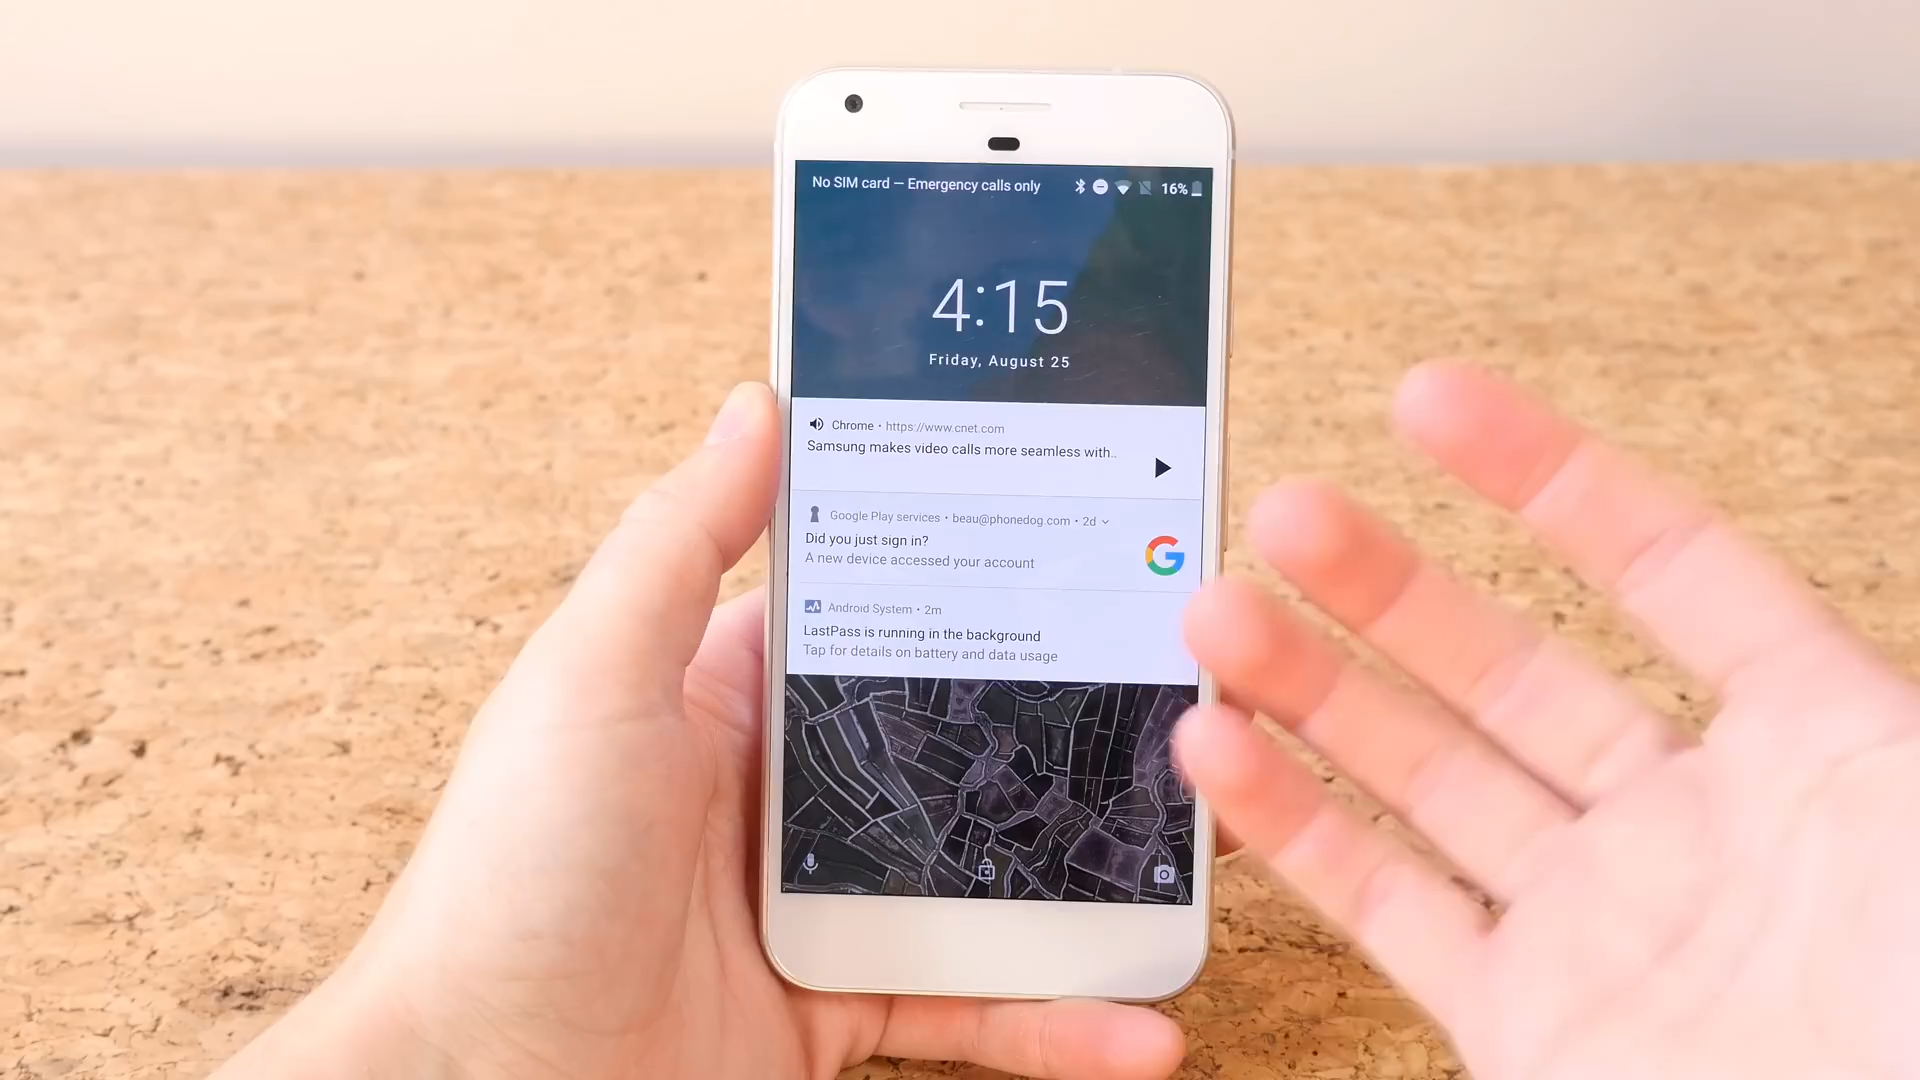 No SIM card — Emergency calls only 16%
4:15
Friday, August 25
Chrome • https://www.cnet.com
Samsung makes video calls more seamless with..
Google Play services • beau@phonedog.com • 2d
Did you just sign in?
A new device accessed your account
G
Android System • 2m
LastPass is running in the background
Tap for details on battery and data usage